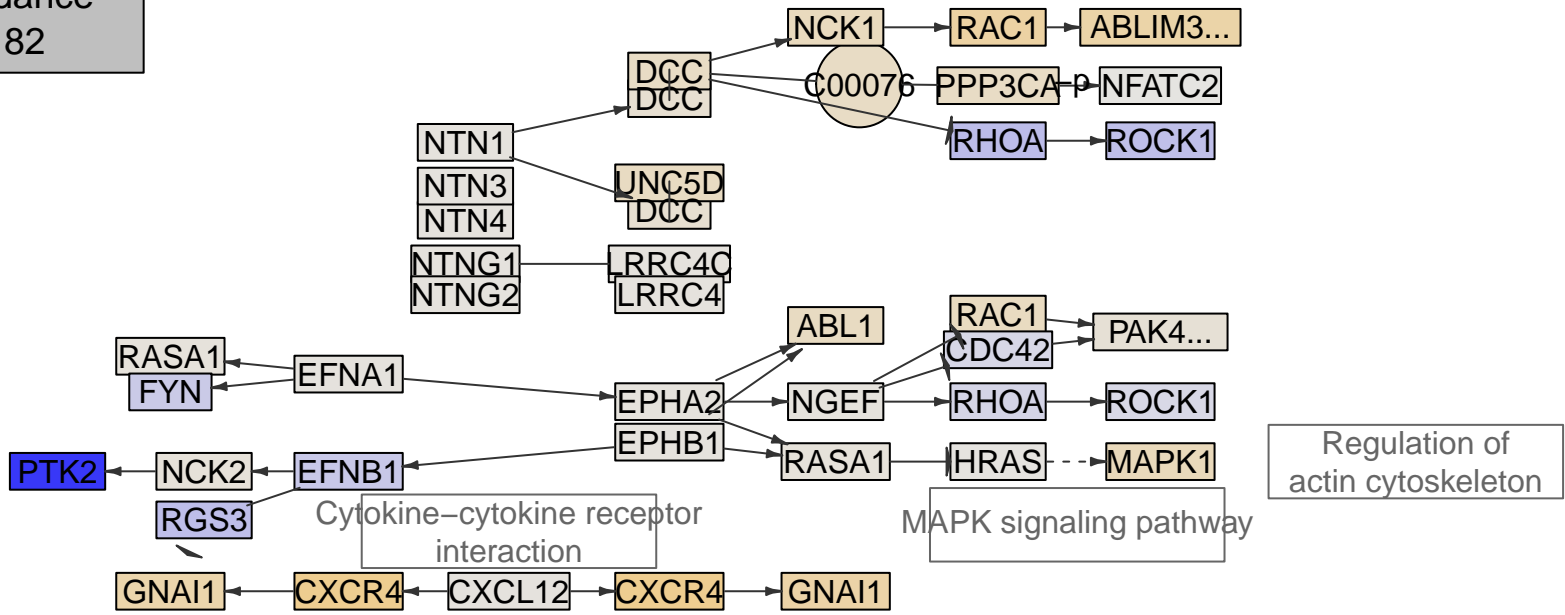 82
NCK1
RAC1
ABLIM3...
DCC
DCC
C00076
PPP3CA
-p
NFATC2
RHOA
ROCK1
NTN1
NTN3
NTN4
UNC5D
DCC
NTNG1
NTNG2
LRRC4C
LRRC4
ABL1
RAC1
CDC42
PAK4...
RASA1
FYN
EFNA1
EPHA2
EPHB1
NGEF
RHOA
ROCK1
RASA1
HRAS
MAPK1
PTK2
NCK2
EFNB1
RGS3
Cytokine−cytokine receptor
interaction
MAPK signaling pathway
Regulation of
actin cytoskeleton
GNAI1
CXCR4
CXCL12
CXCR4
GNAI1